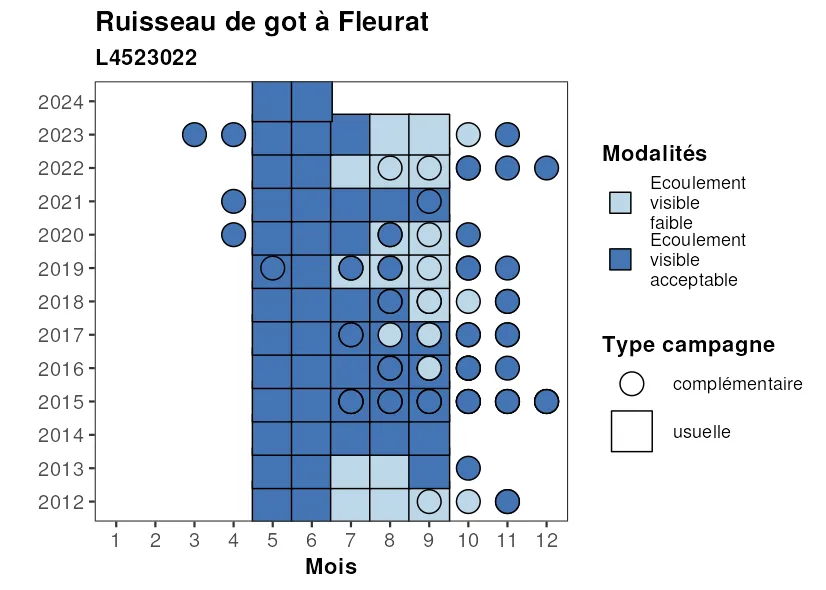 Ruisseau de got à Fleurat
L4523022
2024
2023
2022
2021
2020
2019
2018
2017
2016
2015
2014
2013
2012
1 2 3 4 5 6 7 8 9 10 11 12
Mois
Modalités
Ecoulement
visible
faible
Ecoulement
visible
acceptable
Type campagne
complémentaire
usuelle